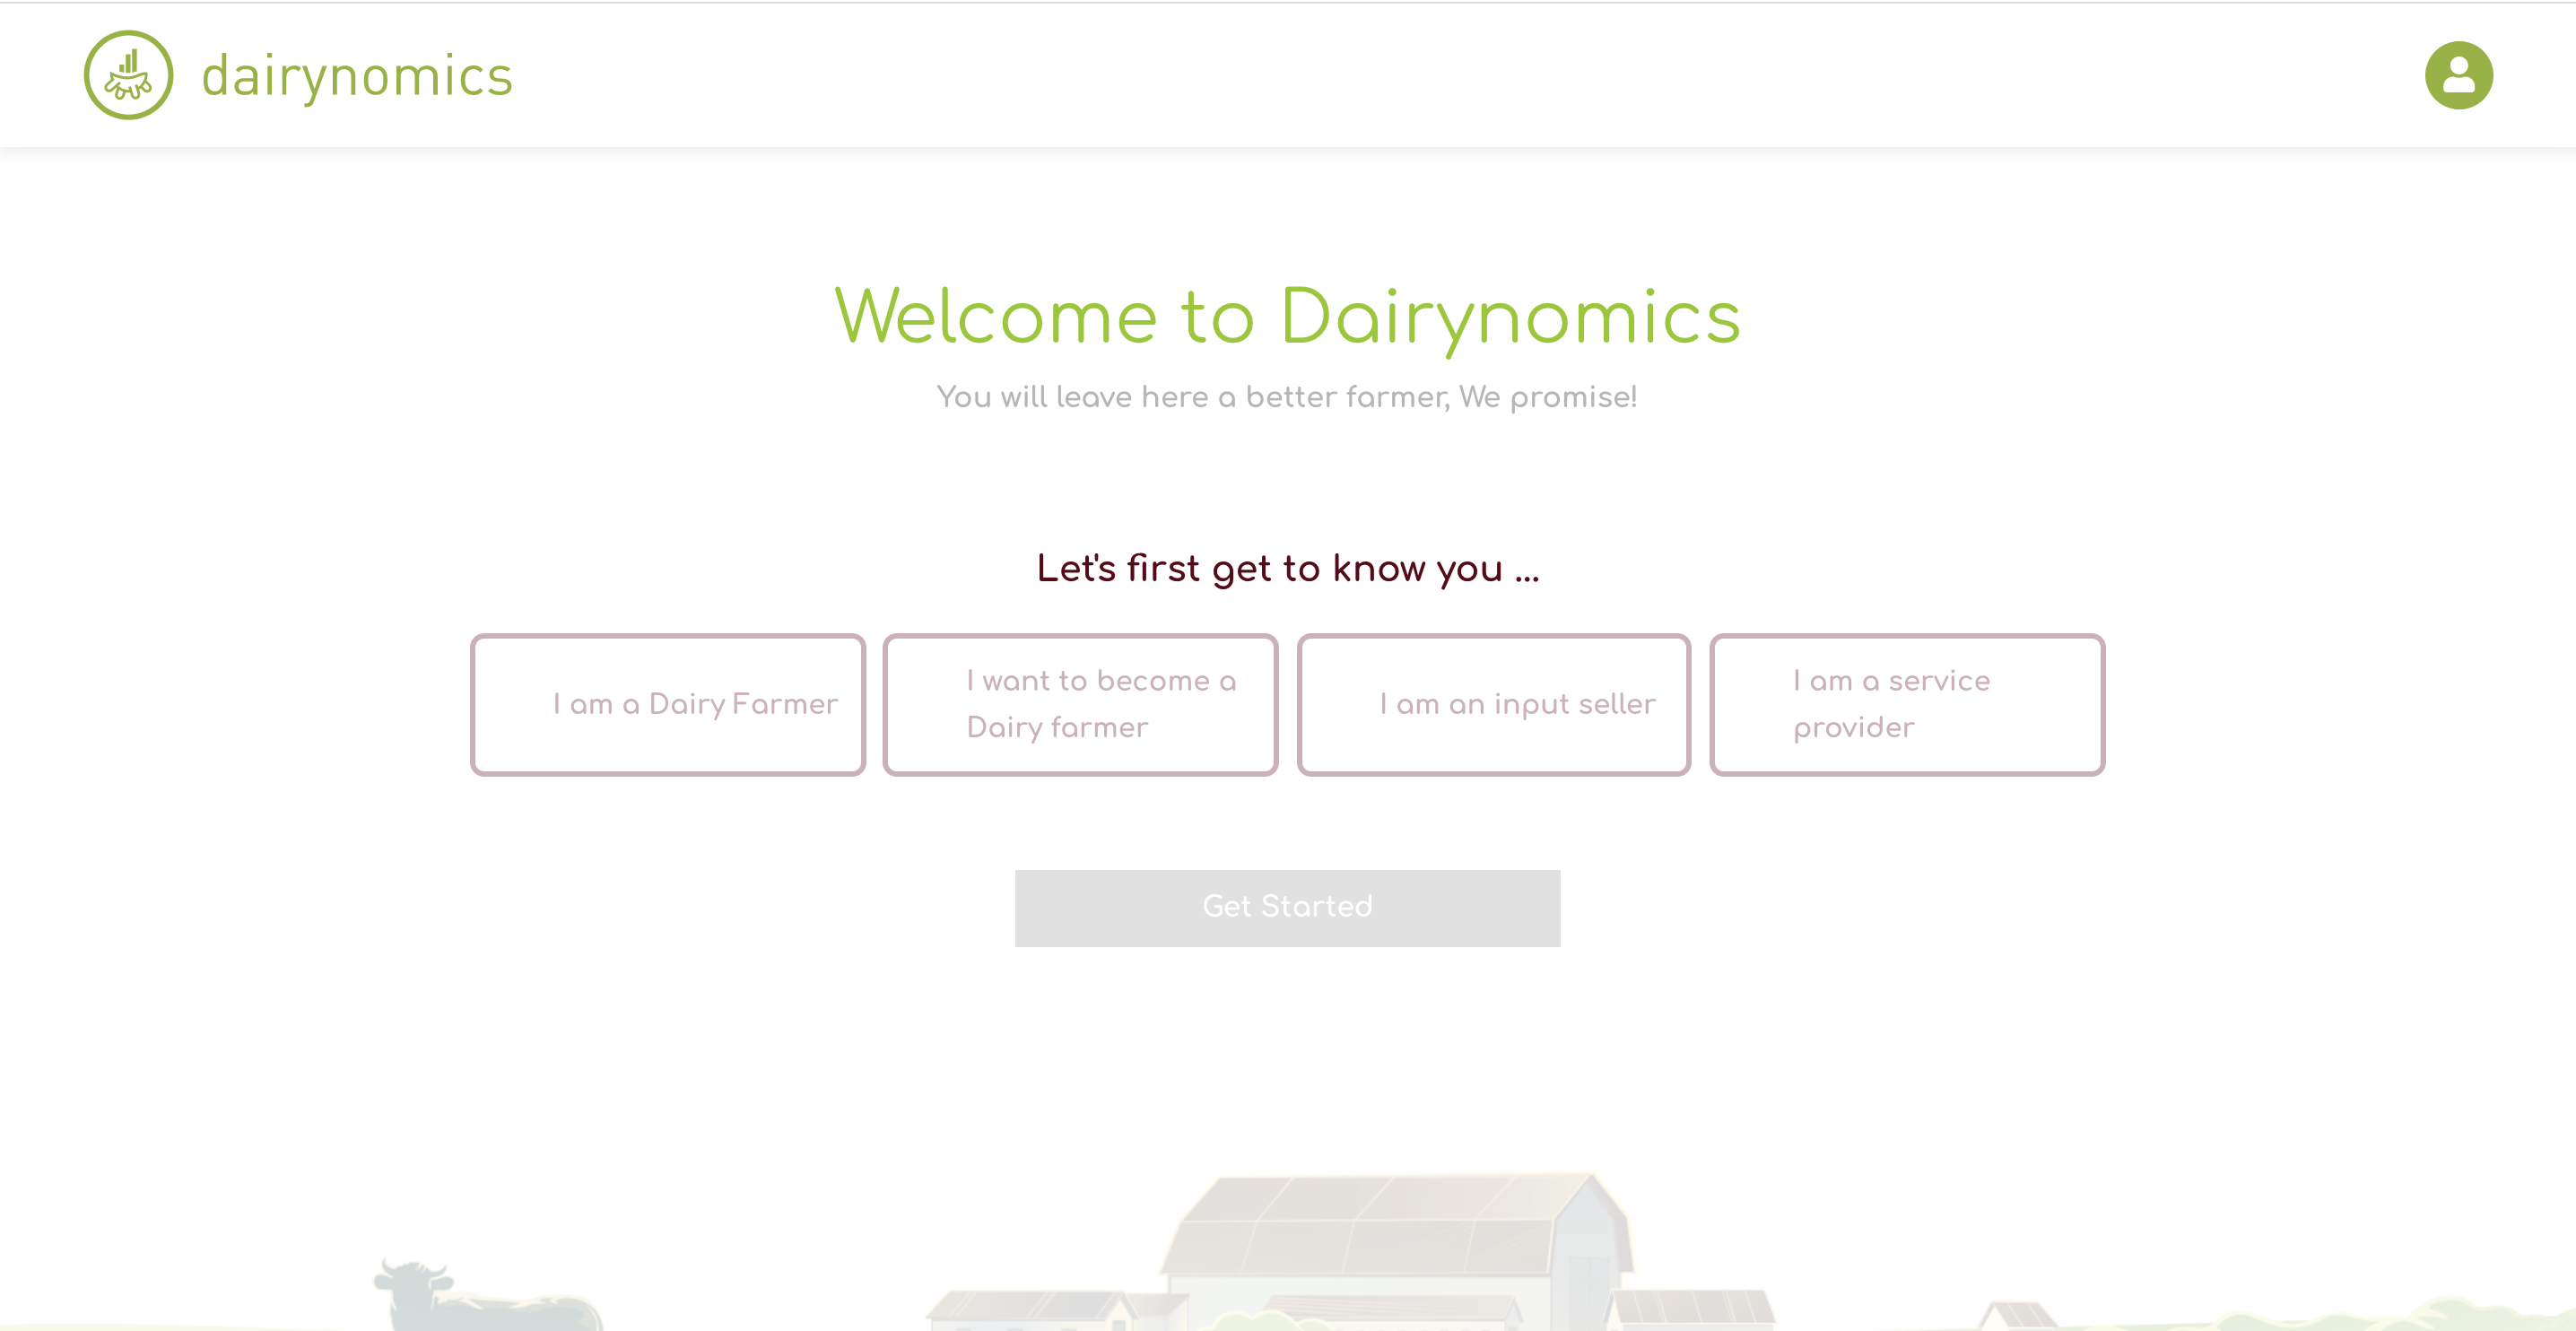 dairynomics
Welcome to Dairynomics
You will leave here a better farmer, We promise!
Let's first get to know you ...
I am a Dairy Farmer
I want to become a
Dairy farmer
I am an input seller
I am a service
provider
Get Started